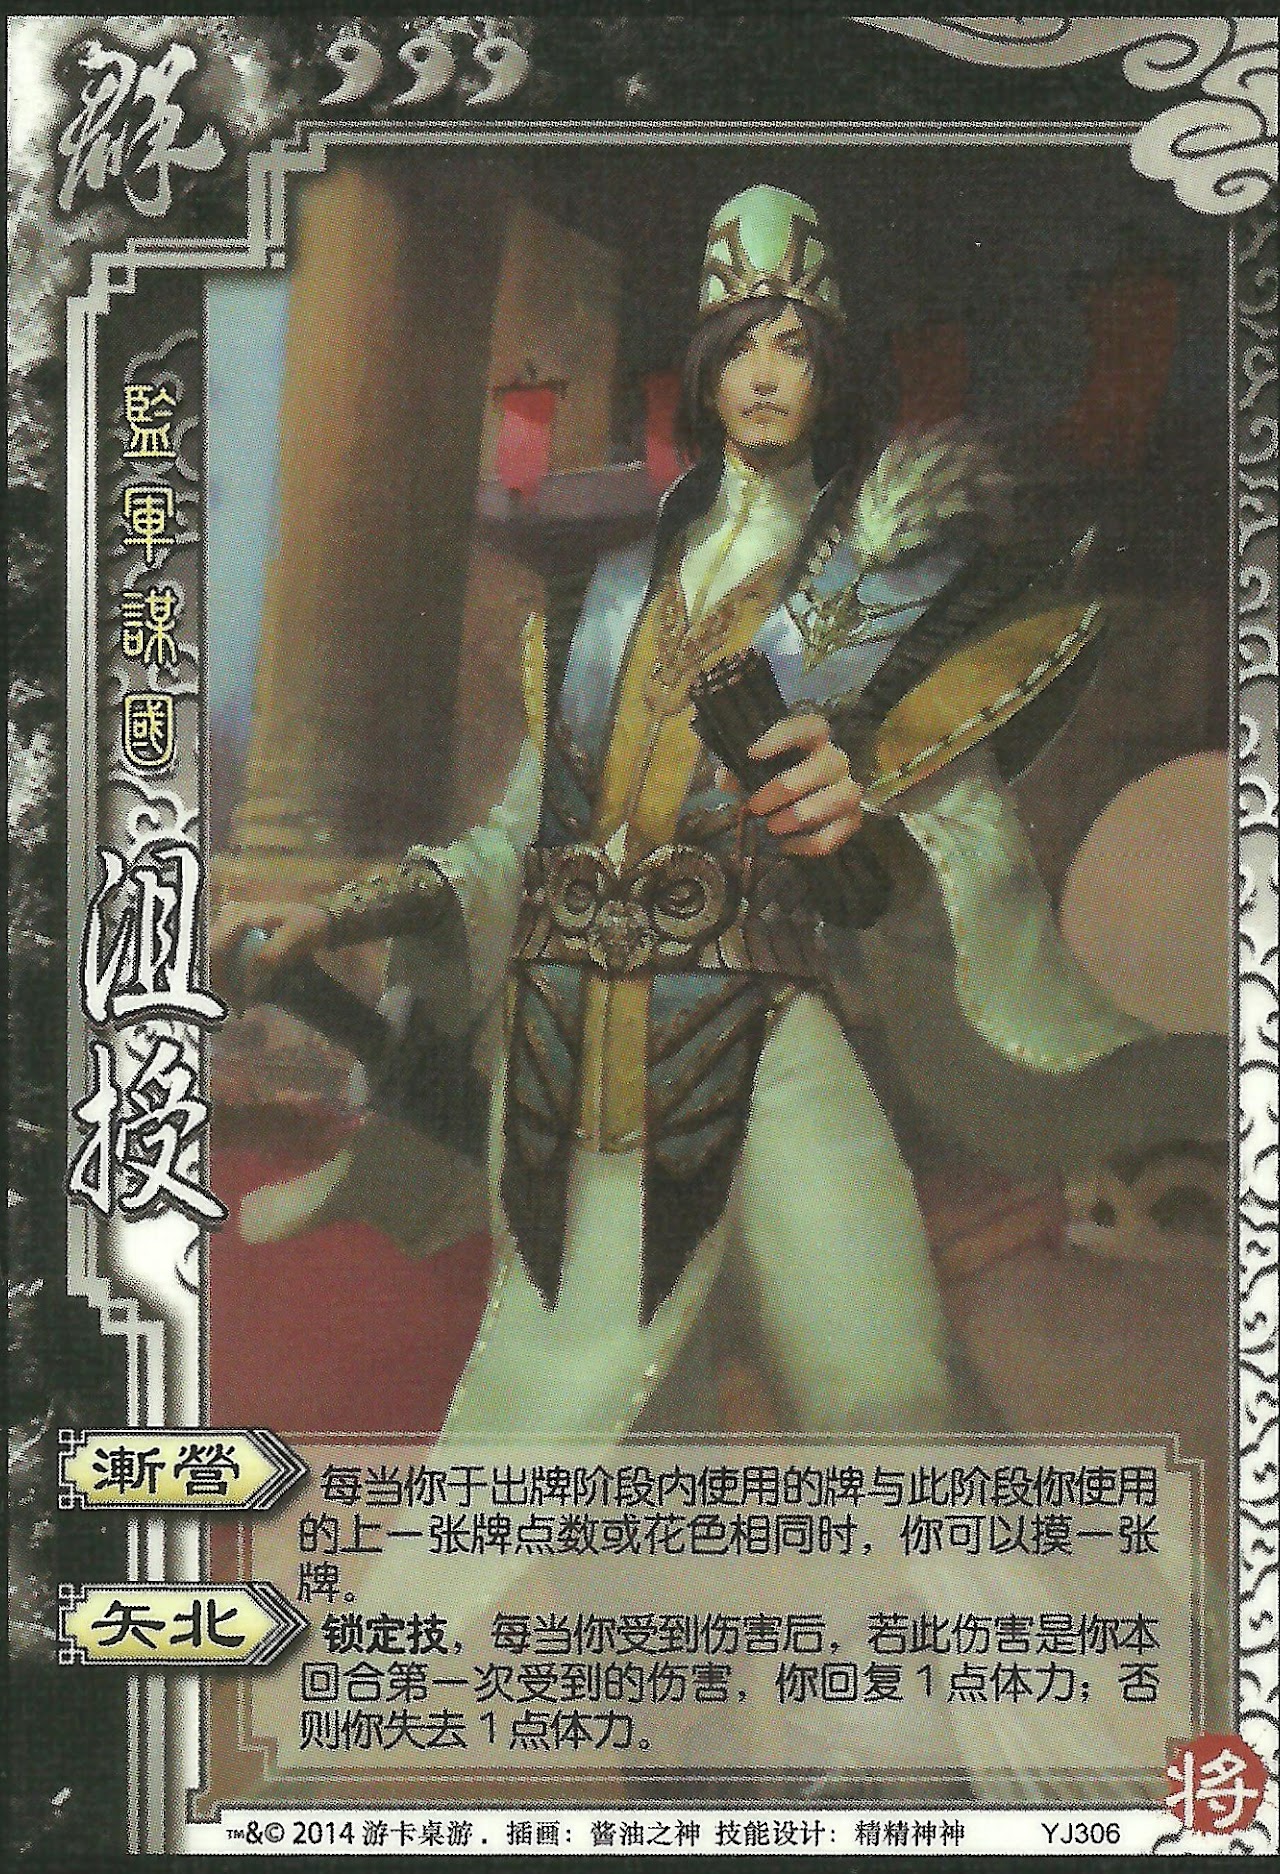 群
監軍謀國
沮授
漸營
每当你于出牌阶段内使用的牌与此阶段你使用
的上一张牌点数或花色相同时，你可以摸一张
牌。
矢北
锁定技，每当你受到伤害后，若此伤害是你本
回合第一次受到的伤害，你回复1点体力；否
则你失去1点体力。
将
™&© 2014 游卡桌游．插画：酱油之神 技能设计：精精神神 YJ306